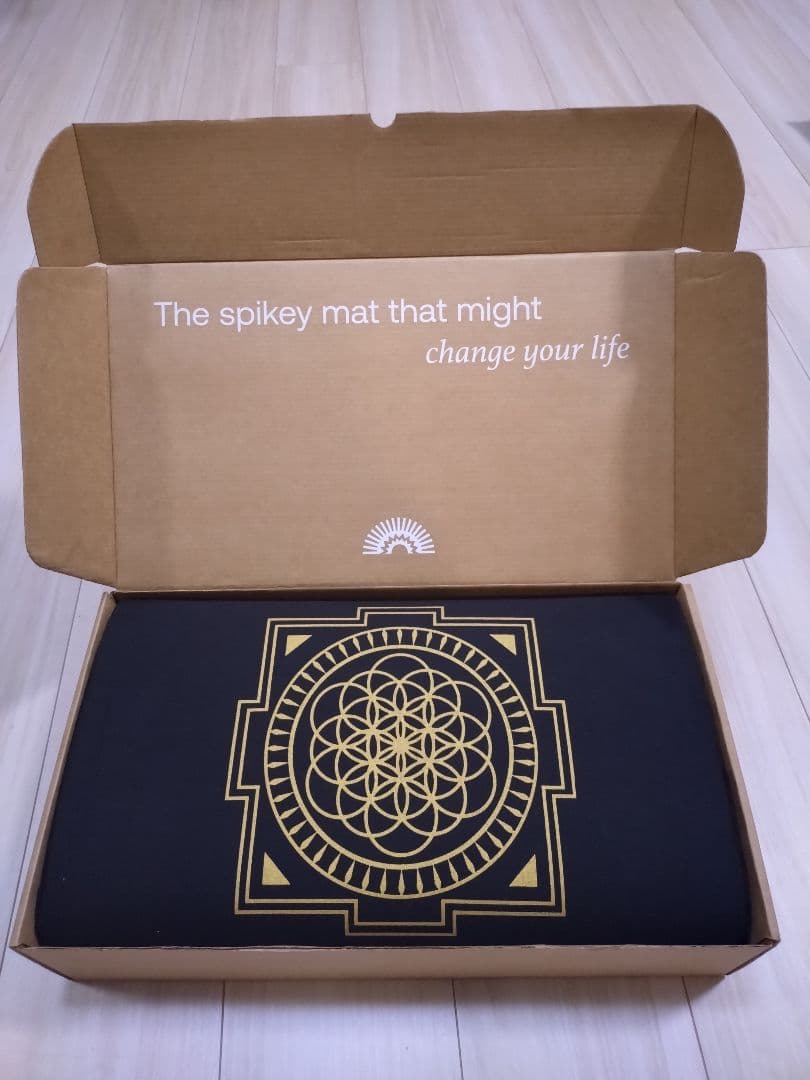 The spikey mat that might
change your life